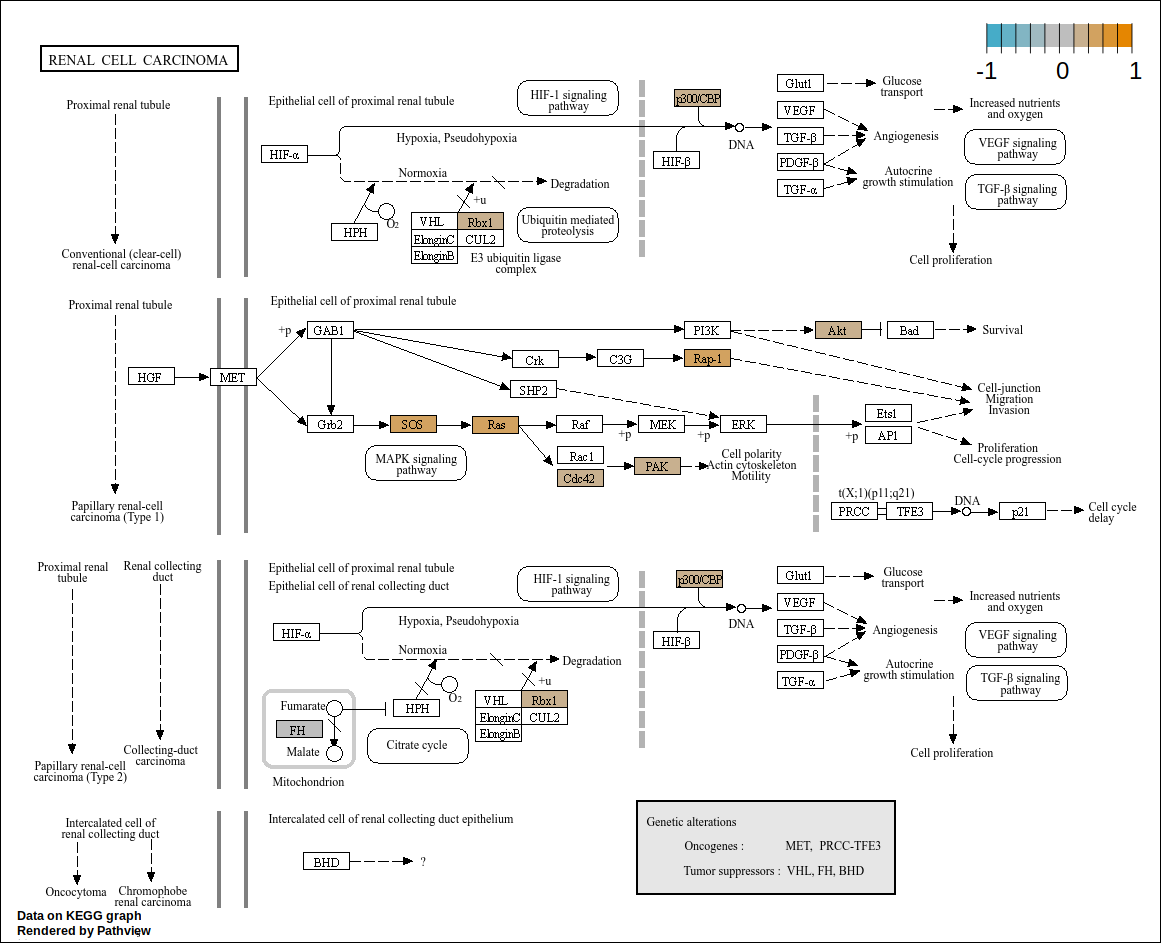 RENAL CELL CARCINOMA
-1 0 1
Proximal renal tubule
Conventional (clear-cell)
renal-cell carcinoma
Epithelial cell of proximal renal tubule
HIF-1 signaling
pathway
HIF-α
Hypoxia, Pseudohypoxia
Normoxia
Degradation
HPH
O2
+u
VHL
Rbx1
ElonginC
CUL2
ElonginB
E3 ubiquitin ligase
complex
Ubiquitin mediated
proteolysis
p300/CBP
HIF-β
DNA
Glut1
VEGF
TGF-β
PDGF-β
TGF-α
Glucose
transport
Angiogenesis
Autocrine
growth stimulation
Increased nutrients
and oxygen
VEGF signaling
pathway
TGF-β signaling
pathway
Cell proliferation
Proximal renal tubule
Papillary renal-cell
carcinoma (Type 1)
Epithelial cell of proximal renal tubule
HGF
MET
+p
GAB1
Grb2
Crk
C3G
Rap-1
SHP2
PI3K
Akt
Bad
Survival
SOS
Ras
Raf
+p
MEK
+p
ERK
Rac1
Cdc42
PAK
Cell polarity
Actin cytoskeleton
Motility
MAPK signaling
pathway
+p
Ets1
AP1
Cell-junction
Migration
Invasion
Proliferation
Cell-cycle progression
t(X;1)(p11;q21)
PRCC
TFE3
DNA
p21
Cell cycle
delay
Proximal renal
tubule
Renal collecting
duct
Papillary renal-cell
carcinoma (Type 2)
Collecting-duct
carcinoma
Epithelial cell of proximal renal tubule
Epithelial cell of renal collecting duct
HIF-1 signaling
pathway
HIF-α
Hypoxia, Pseudohypoxia
Normoxia
Degradation
HPH
O2
+u
VHL
Rbx1
ElonginC
CUL2
ElonginB
Fumarate
FH
Malate
Mitochondrion
Citrate cycle
p300/CBP
HIF-β
DNA
Glut1
VEGF
TGF-β
PDGF-β
TGF-α
Glucose
transport
Angiogenesis
Autocrine
growth stimulation
Increased nutrients
and oxygen
VEGF signaling
pathway
TGF-β signaling
pathway
Cell proliferation
Intercalated cell of
renal collecting duct
Oncocytoma
Chromophobe
renal carcinoma
Intercalated cell of renal collecting duct epithelium
BHD
?
Genetic alterations
Oncogenes : MET, PRCC-TFE3
Tumor suppressors : VHL, FH, BHD
Data on KEGG graph
Rendered by Pathview